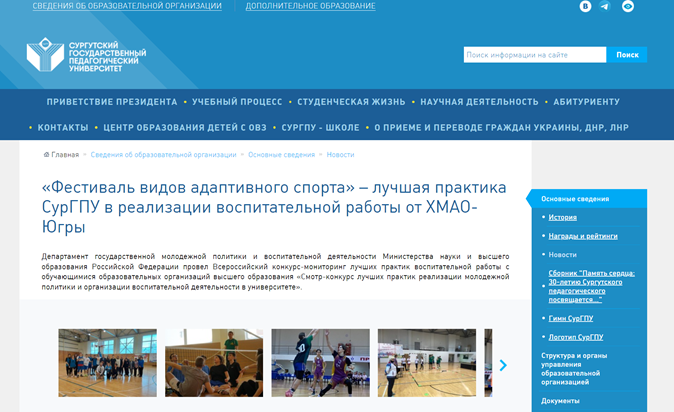 СВЕДЕНИЯ ОБ ОБРАЗОВАТЕЛЬНОЙ ОРГАНИЗАЦИИ
ДОПОЛНИТЕЛЬНОЕ ОБРАЗОВАНИЕ
СУРГУТСКИЙ
ГОСУДАРСТВЕННЫЙ
ПЕДАГОГИЧЕСКИЙ
УНИВЕРСИТЕТ
Поиск информации на сайте
Поиск
ПРИВЕТСТВИЕ ПРЕЗИДЕНТА • УЧЕБНЫЙ ПРОЦЕСС • СТУДЕНЧЕСКАЯ ЖИЗНЬ • НАУЧНАЯ ДЕЯТЕЛЬНОСТЬ • АБИТУРИЕНТУ
• КОНТАКТЫ • ЦЕНТР ОБРАЗОВАНИЯ ДЕТЕЙ С ОВЗ • СУРГПУ - ШКОЛЕ • О ПРИЕМЕ И ПЕРЕВОДЕ ГРАЖДАН УКРАИНЫ, ДНР, ЛНР
Главная – Сведения об образовательной организации – Основные сведения – Новости
«Фестиваль видов адаптивного спорта» – лучшая практика
СурГПУ в реализации воспитательной работы от ХМАО-
Югры
Департамент государственной молодежной политики и воспитательной деятельности Министерства науки и высшего
образования Российской Федерации провел Всероссийский конкурс-мониторинг лучших практик воспитательной работы с
обучающимися образовательных организаций высшего образования «Смотр-конкурс лучших практик реализации молодежной
политики и организации воспитательной деятельности в университете».
Основные сведения
• История
• Награды и рейтинги
• Новости
• Сборник "Память сердца:
30-летию Сургутского
педагогического
посвящается..."
• Гимн СурГПУ
• Логотип СурГПУ
Структура и органы
управления
образовательной
организацией
Документы